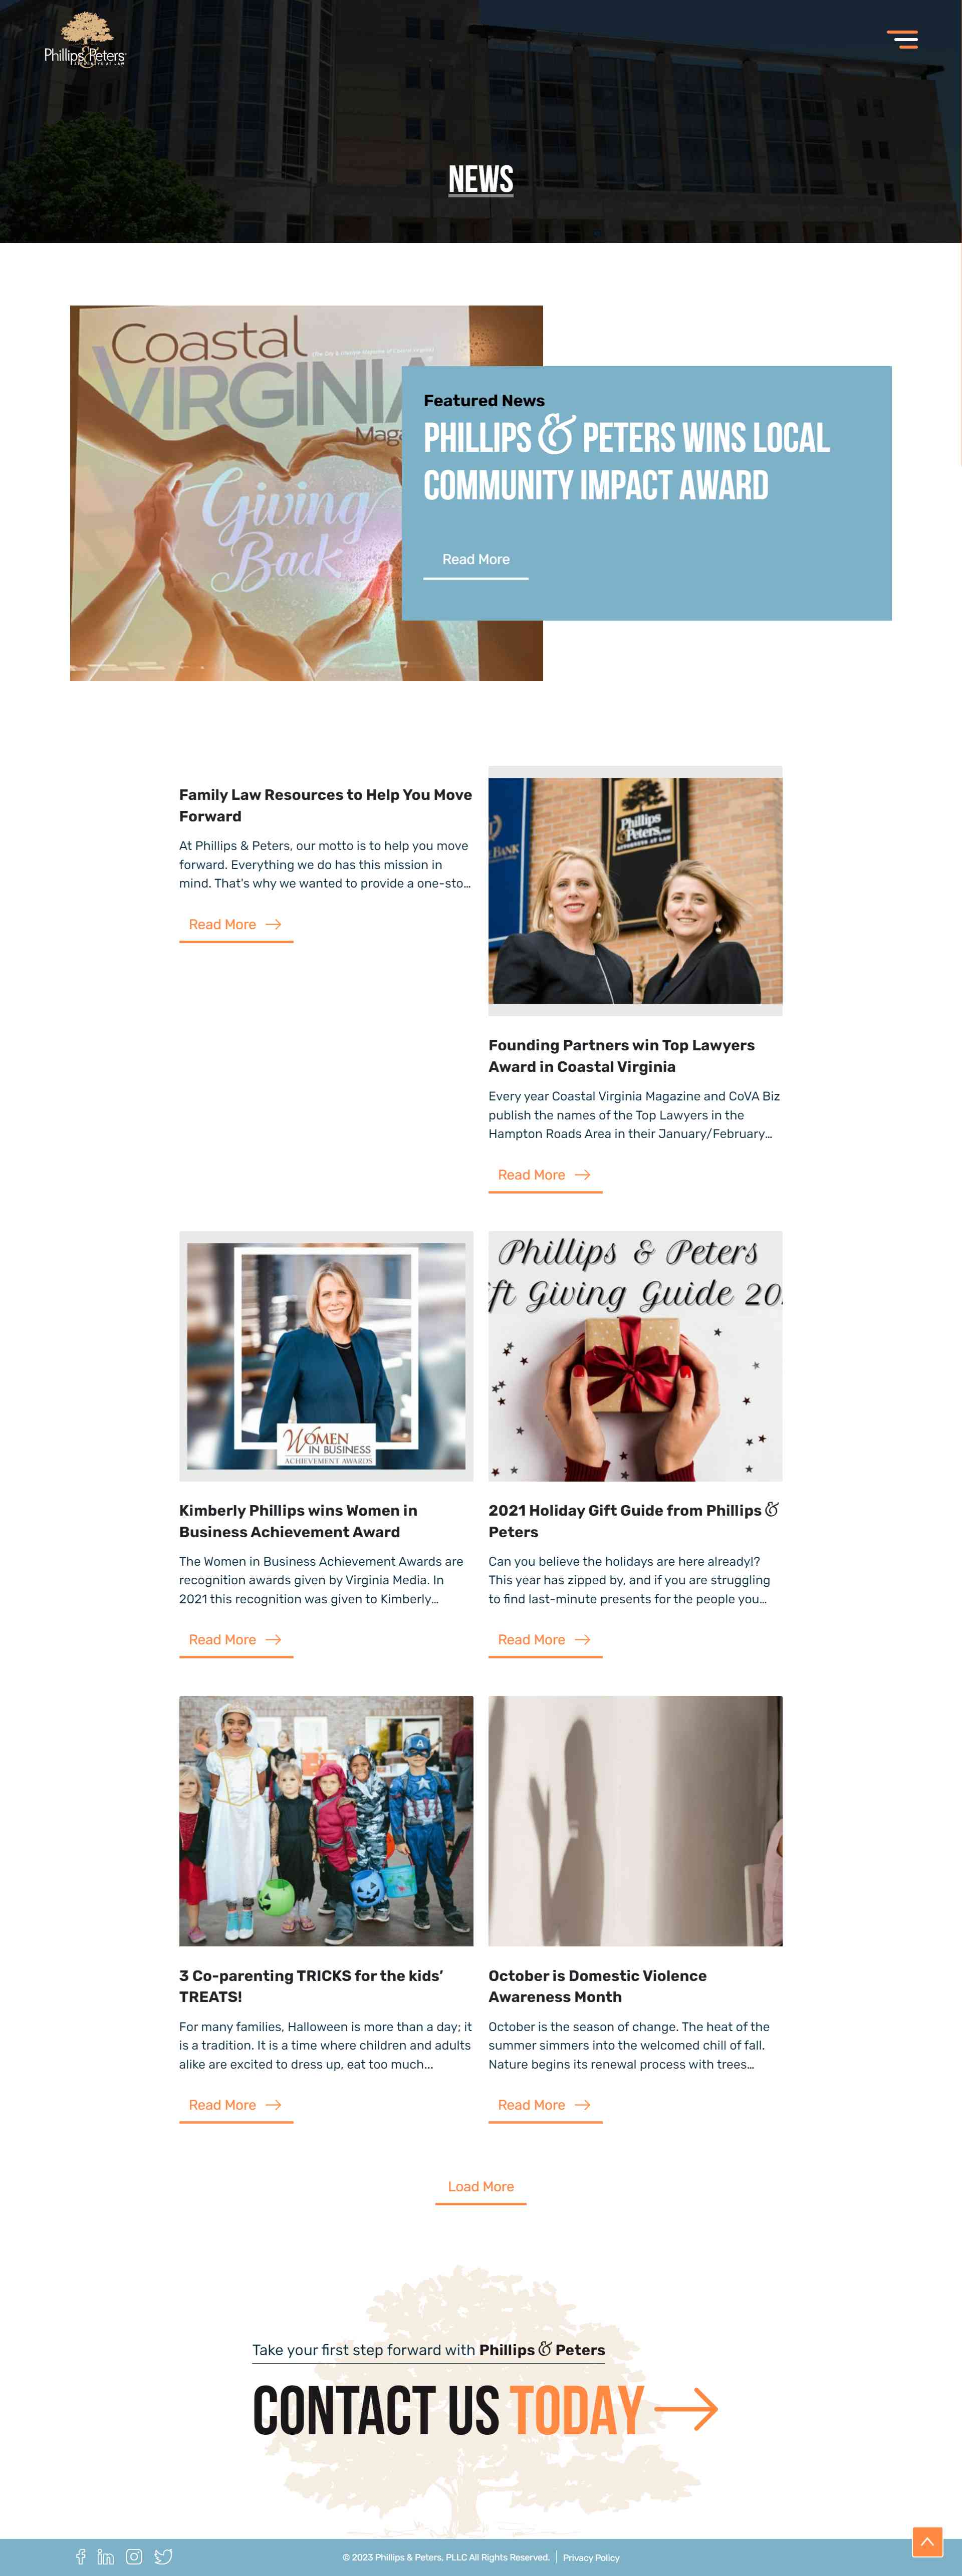 Phillips & Peters
ATTORNEYS AT LAW
NEWS
Coastal
VIRGINIA
Giving
Back
Featured News
PHILLIPS & PETERS WINS LOCAL
COMMUNITY IMPACT AWARD
Read More
Family Law Resources to Help You Move
Forward
At Phillips & Peters, our motto is to help you move
forward. Everything we do has this mission in
mind. That's why we wanted to provide a one-sto…
Read More
BANK
Phillips
& Peters, PLLC
ATTORNEYS AT LAW
Founding Partners win Top Lawyers
Award in Coastal Virginia
Every year Coastal Virginia Magazine and CoVA Biz
publish the names of the Top Lawyers in the
Hampton Roads Area in their January/February…
Read More
WOMEN
IN BUSINESS
ACHIEVEMENT AWARDS
Kimberly Phillips wins Women in
Business Achievement Award
The Women in Business Achievement Awards are
recognition awards given by Virginia Media. In
2021 this recognition was given to Kimberly…
Read More
Phillips & Peters
ft Giving Guide 20
2021 Holiday Gift Guide from Phillips &
Peters
Can you believe the holidays are here already!?
This year has zipped by, and if you are struggling
to find last-minute presents for the people you…
Read More
A
3 Co-parenting TRICKS for the kids’
TREATS!
For many families, Halloween is more than a day; it
is a tradition. It is a time where children and adults
alike are excited to dress up, eat too much…
Read More
October is Domestic Violence
Awareness Month
October is the season of change. The heat of the
summer simmers into the welcomed chill of fall.
Nature begins its renewal process with trees…
Read More
Load More
Take your first step forward with Phillips & Peters
CONTACT US TODAY
© 2023 Phillips & Peters, PLLC All Rights Reserved. | Privacy Policy